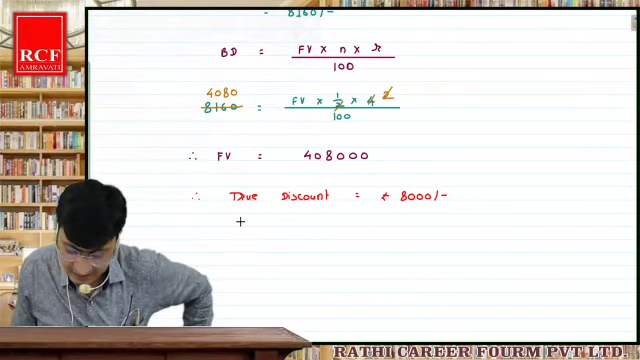 = 8160/-
RCF
AMRAVATI
BD = FV × n × r
100
4080
8160 = FV × 1/2 × 4 2
100
∴ FV = 408000
∴ True Discount = ₹ 8000/-
RATHI CAREER FOURM PVT LTD